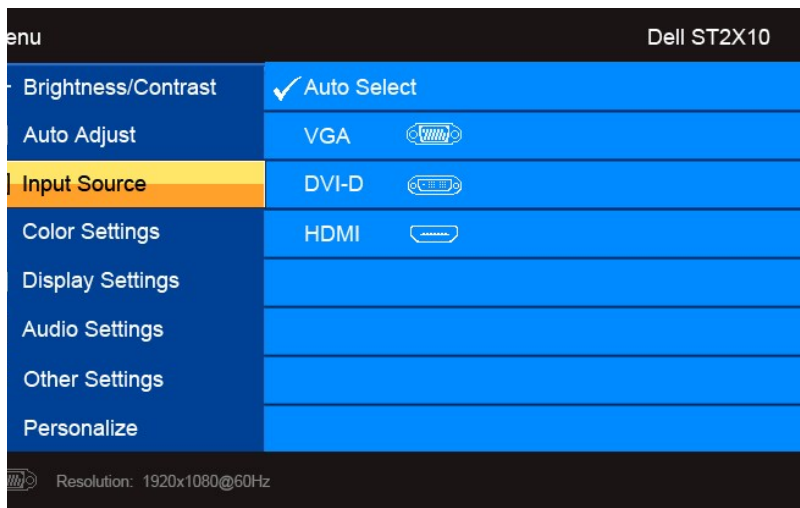 enu Dell ST2X10
Brightness/Contrast Auto Select
Auto Adjust VGA
Input Source DVI-D
Color Settings HDMI
Display Settings
Audio Settings
Other Settings
Personalize
Resolution: 1920x1080@60Hz